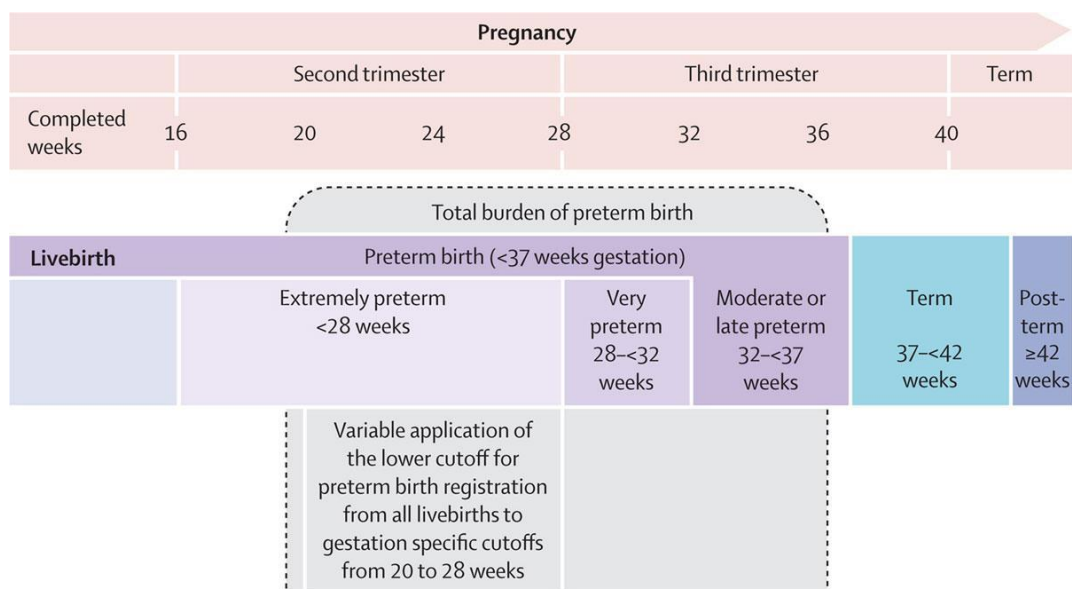 Pregnancy
Second trimester Third trimester Term
Completed
weeks
16 20 24 28 32 36 40
Total burden of preterm birth
Livebirth Preterm birth (<37 weeks gestation)
Extremely preterm
<28 weeks
Very
preterm
28–<32
weeks
Moderate or
late preterm
32–<37
weeks
Term
37–<42
weeks
Post-
term
≥42
weeks
Variable application of
the lower cutoff for
preterm birth registration
from all livebirths to
gestation specific cutoffs
from 20 to 28 weeks